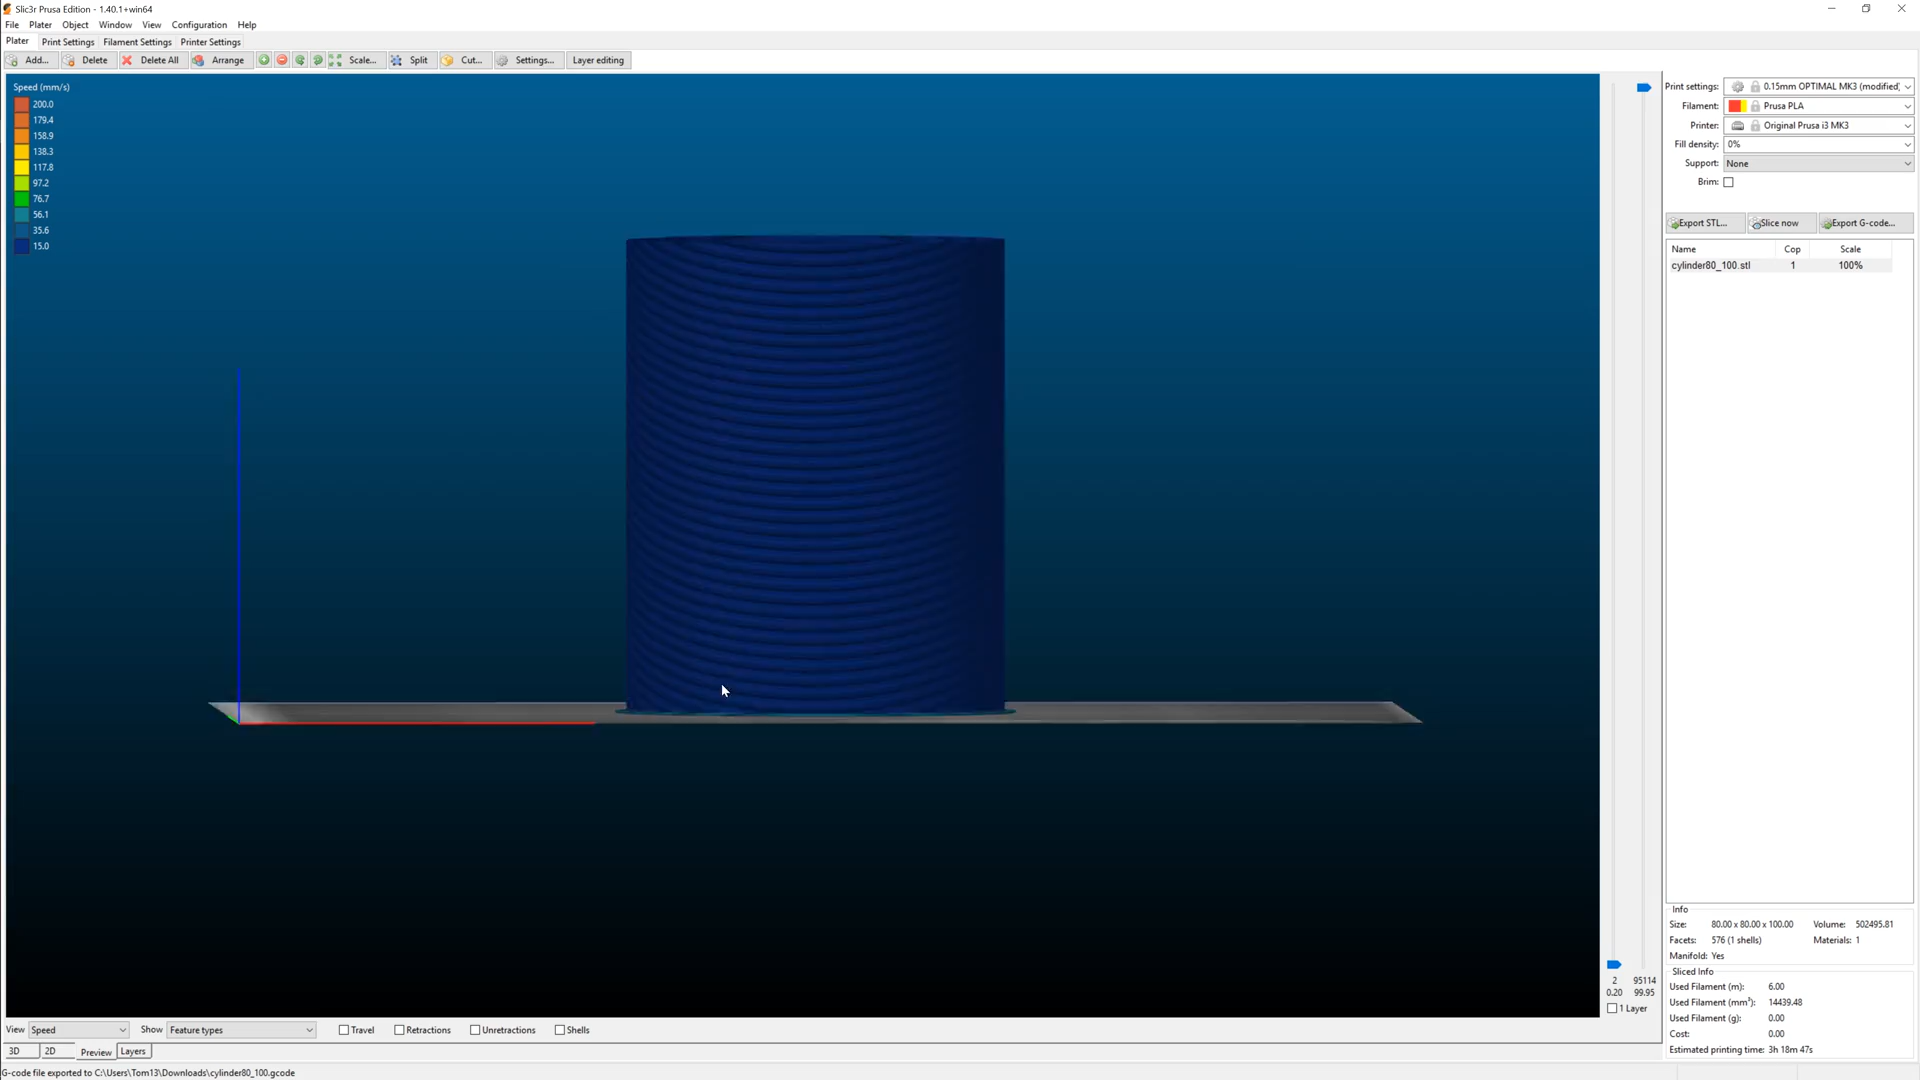 Slic3r Prusa Edition - 1.40.1+win64
File Plater Object Window View Configuration Help
Plater Print Settings Filament Settings Printer Settings
Add... Delete Delete All Arrange Scale... Split Cut... Settings... Layer editing
Speed (mm/s)
200.0
179.4
158.9
138.3
117.8
97.2
76.7
56.1
35.6
15.0
Print settings: 0.15mm OPTIMAL MK3 (modified)
Filament: Prusa PLA
Printer: Original Prusa i3 MK3
Fill density: 0%
Support: None
Brim:
Export STL... Slice now Export G-code...
Name Cop Scale
cylinder80_100.stl 1 100%
Info
Size: 80.00 x 80.00 x 100.00 Volume: 502495.81
Facets: 576 (1 shells) Materials: 1
Manifold: Yes
Sliced Info
Used Filament (m): 6.00
Used Filament (mm³): 14439.48
Used Filament (g): 0.00
Cost: 0.00
Estimated printing time: 3h 18m 47s
2 95114
0.20 99.95
1 Layer
View Speed Show Feature types Travel Retractions Unretractions Shells
3D 2D Preview Layers
G-code file exported to C:\Users\Tom13\Downloads\cylinder80_100.gcode